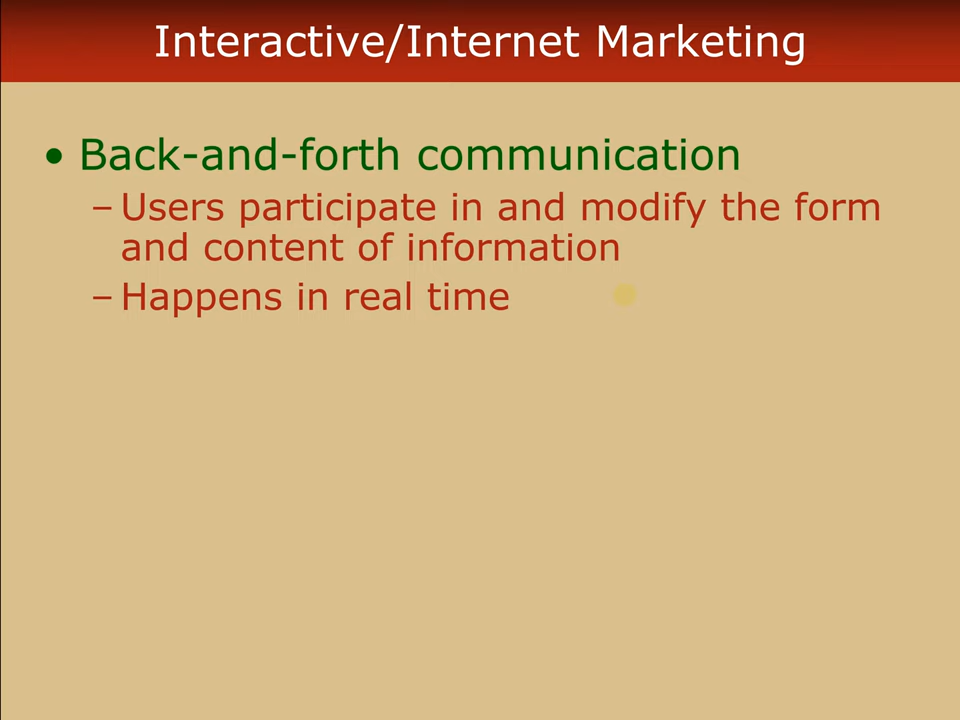 Interactive/Internet Marketing
• Back-and-forth communication
– Users participate in and modify the form
and content of information
– Happens in real time